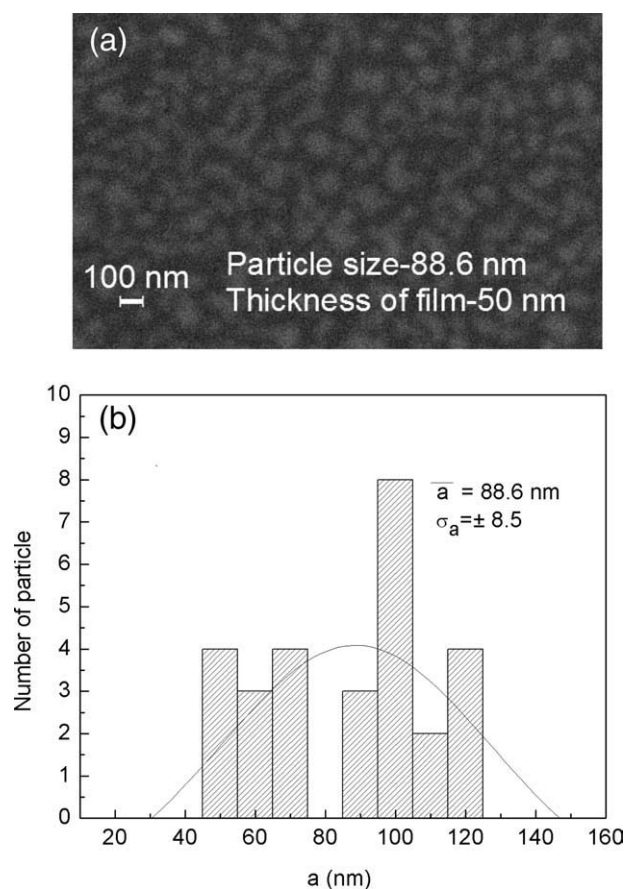 (a)
100 nm
Particle size-88.6 nm
Thickness of film-50 nm
(b)
10
9
8
7
6
5
4
3
2
1
0
Number of particle
a = 88.6 nm
σa=± 8.5
20 40 60 80 100 120 140 160
a (nm)